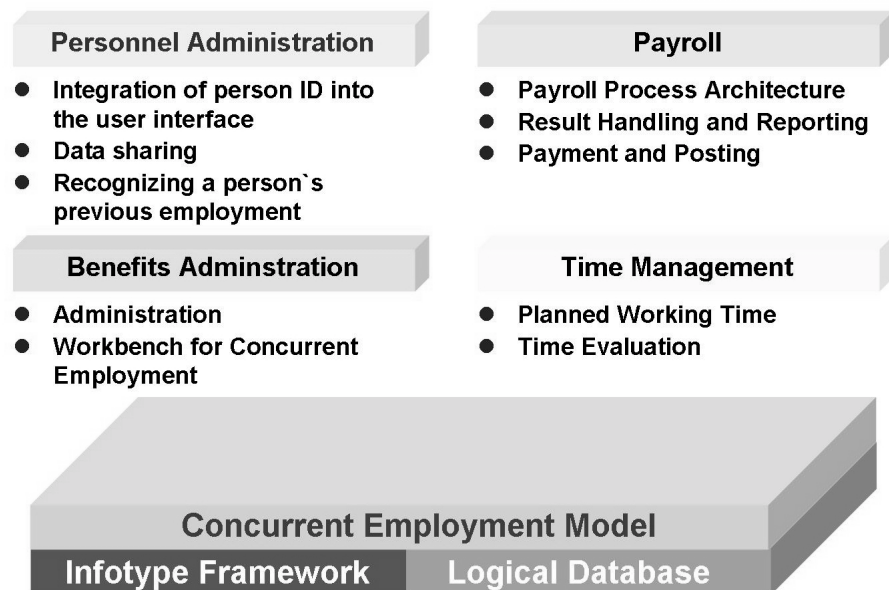 Personnel Administration
● Integration of person ID into
the user interface
● Data sharing
● Recognizing a person`s
previous employment
Payroll
● Payroll Process Architecture
● Result Handling and Reporting
● Payment and Posting
Benefits Adminstration
● Administration
● Workbench for Concurrent
Employment
Time Management
● Planned Working Time
● Time Evaluation
Concurrent Employment Model
Infotype Framework
Logical Database